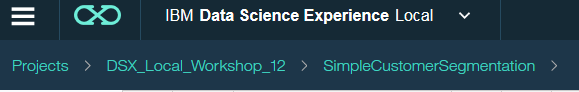 IBM Data Science Experience Local
Projects > DSX_Local_Workshop_12 > SimpleCustomerSegmentation >